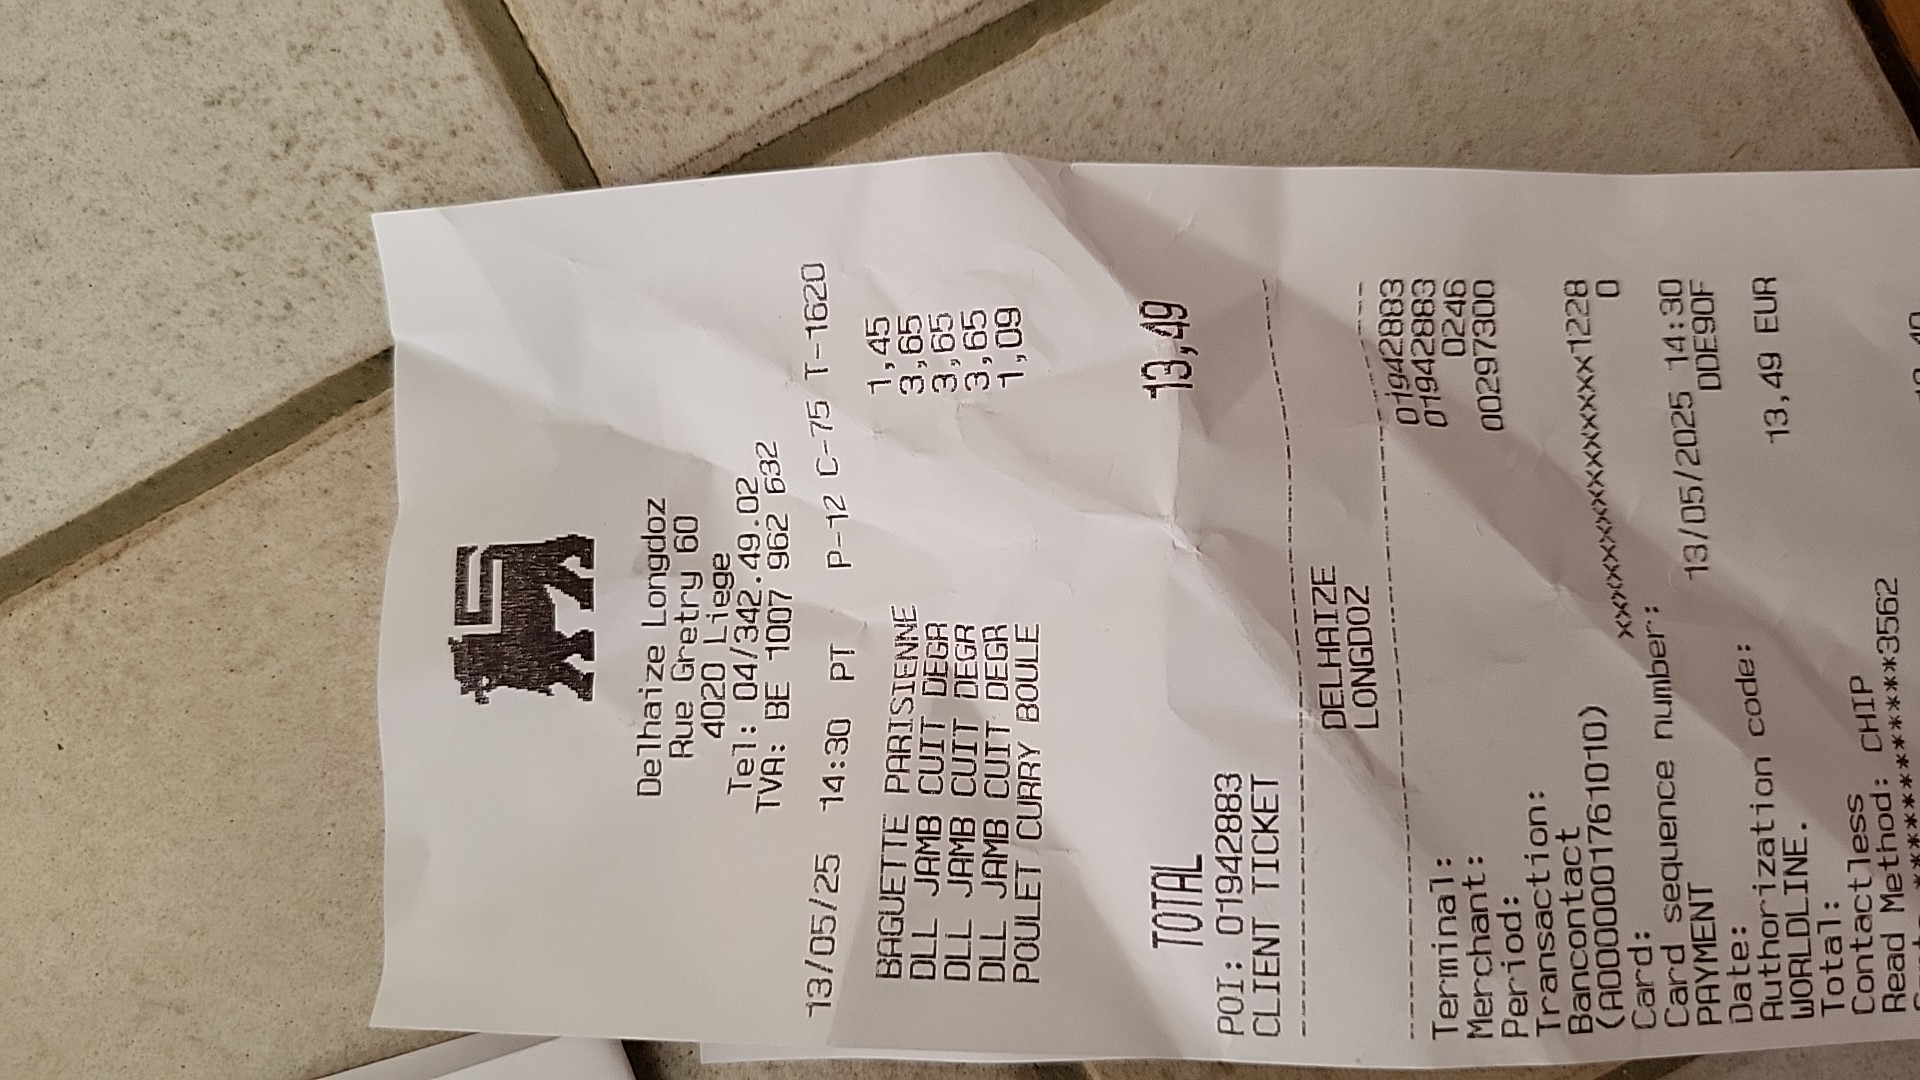 Delhaize Longdoz
Rue Gretry 60
4020 Liege
Tel: 04/342.49.02
TVA: BE 1007 962 632
13/05/25 14:30 PT P-12 C-75 T-1620
BAGUETTE PARISIENNE 1,45
DLL JAMB CUIT DEGR 3,65
DLL JAMB CUIT DEGR 3,65
DLL JAMB CUIT DEGR 3,65
POULET CURRY BOULE 1,09
TOTAL 13,49
POI: 01942883
CLIENT TICKET
DELHAIZE
LONGDOZ
Terminal: 01942883
Merchant: 01942883
Period: 0246
Transaction: 00297300
Bancontact
(A0000001761010)
Card: xxxxxxxxxxxxxxx1228
Card sequence number: 0
PAYMENT
Date: 13/05/2025 14:30
Authorization code: DDE90F
WORLDLINE.
Total: 13,49 EUR
Contactless
Read Method: CHIP